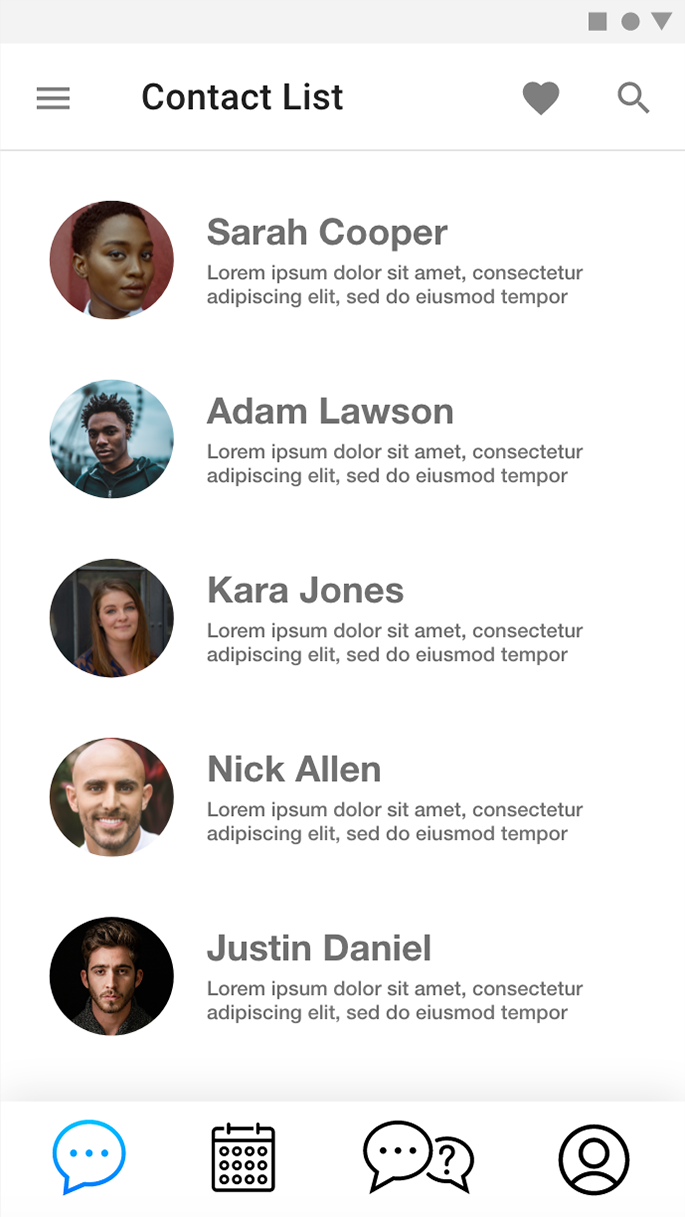 Contact List
Sarah Cooper
Lorem ipsum dolor sit amet, consectetur
adipiscing elit, sed do eiusmod tempor
Adam Lawson
Lorem ipsum dolor sit amet, consectetur
adipiscing elit, sed do eiusmod tempor
Kara Jones
Lorem ipsum dolor sit amet, consectetur
adipiscing elit, sed do eiusmod tempor
Nick Allen
Lorem ipsum dolor sit amet, consectetur
adipiscing elit, sed do eiusmod tempor
Justin Daniel
Lorem ipsum dolor sit amet, consectetur
adipiscing elit, sed do eiusmod tempor
?